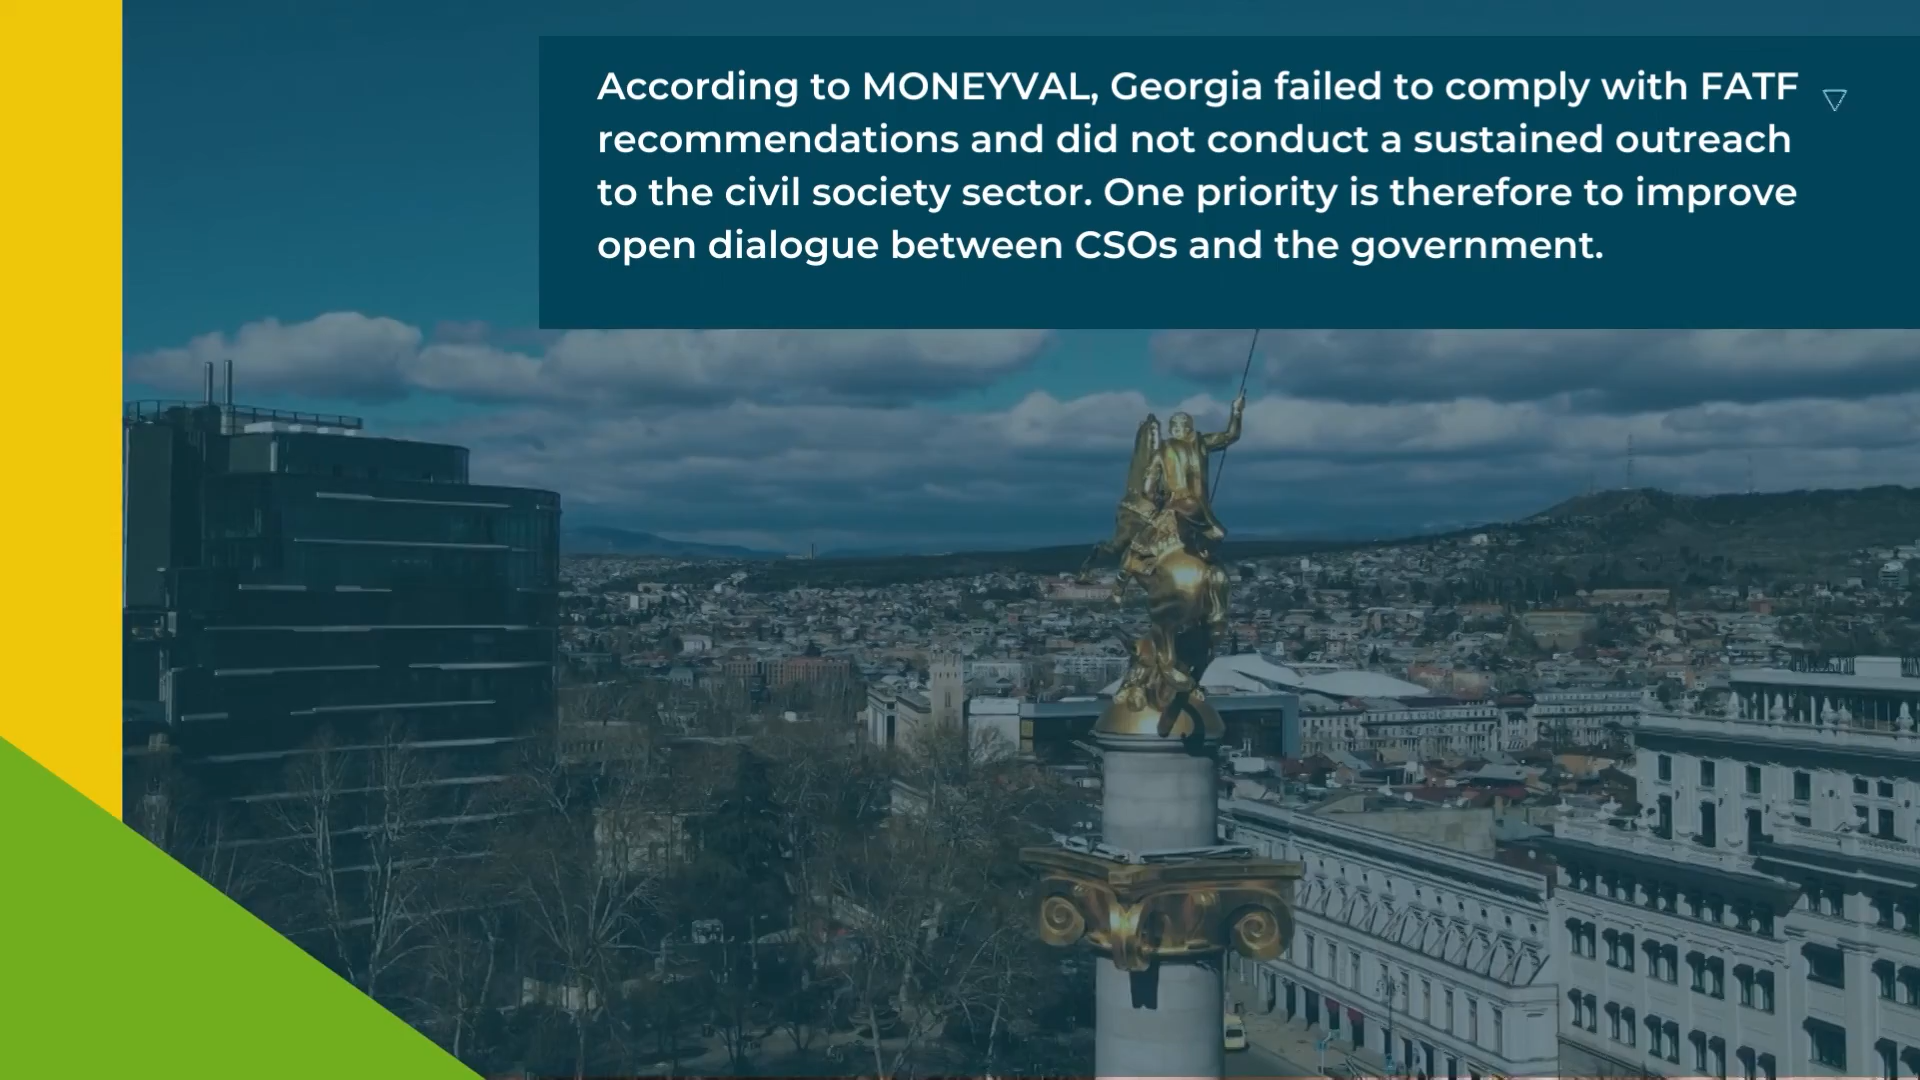 According to MONEYVAL, Georgia failed to comply with FATF
recommendations and did not conduct a sustained outreach
to the civil society sector. One priority is therefore to improve
open dialogue between CSOs and the government.